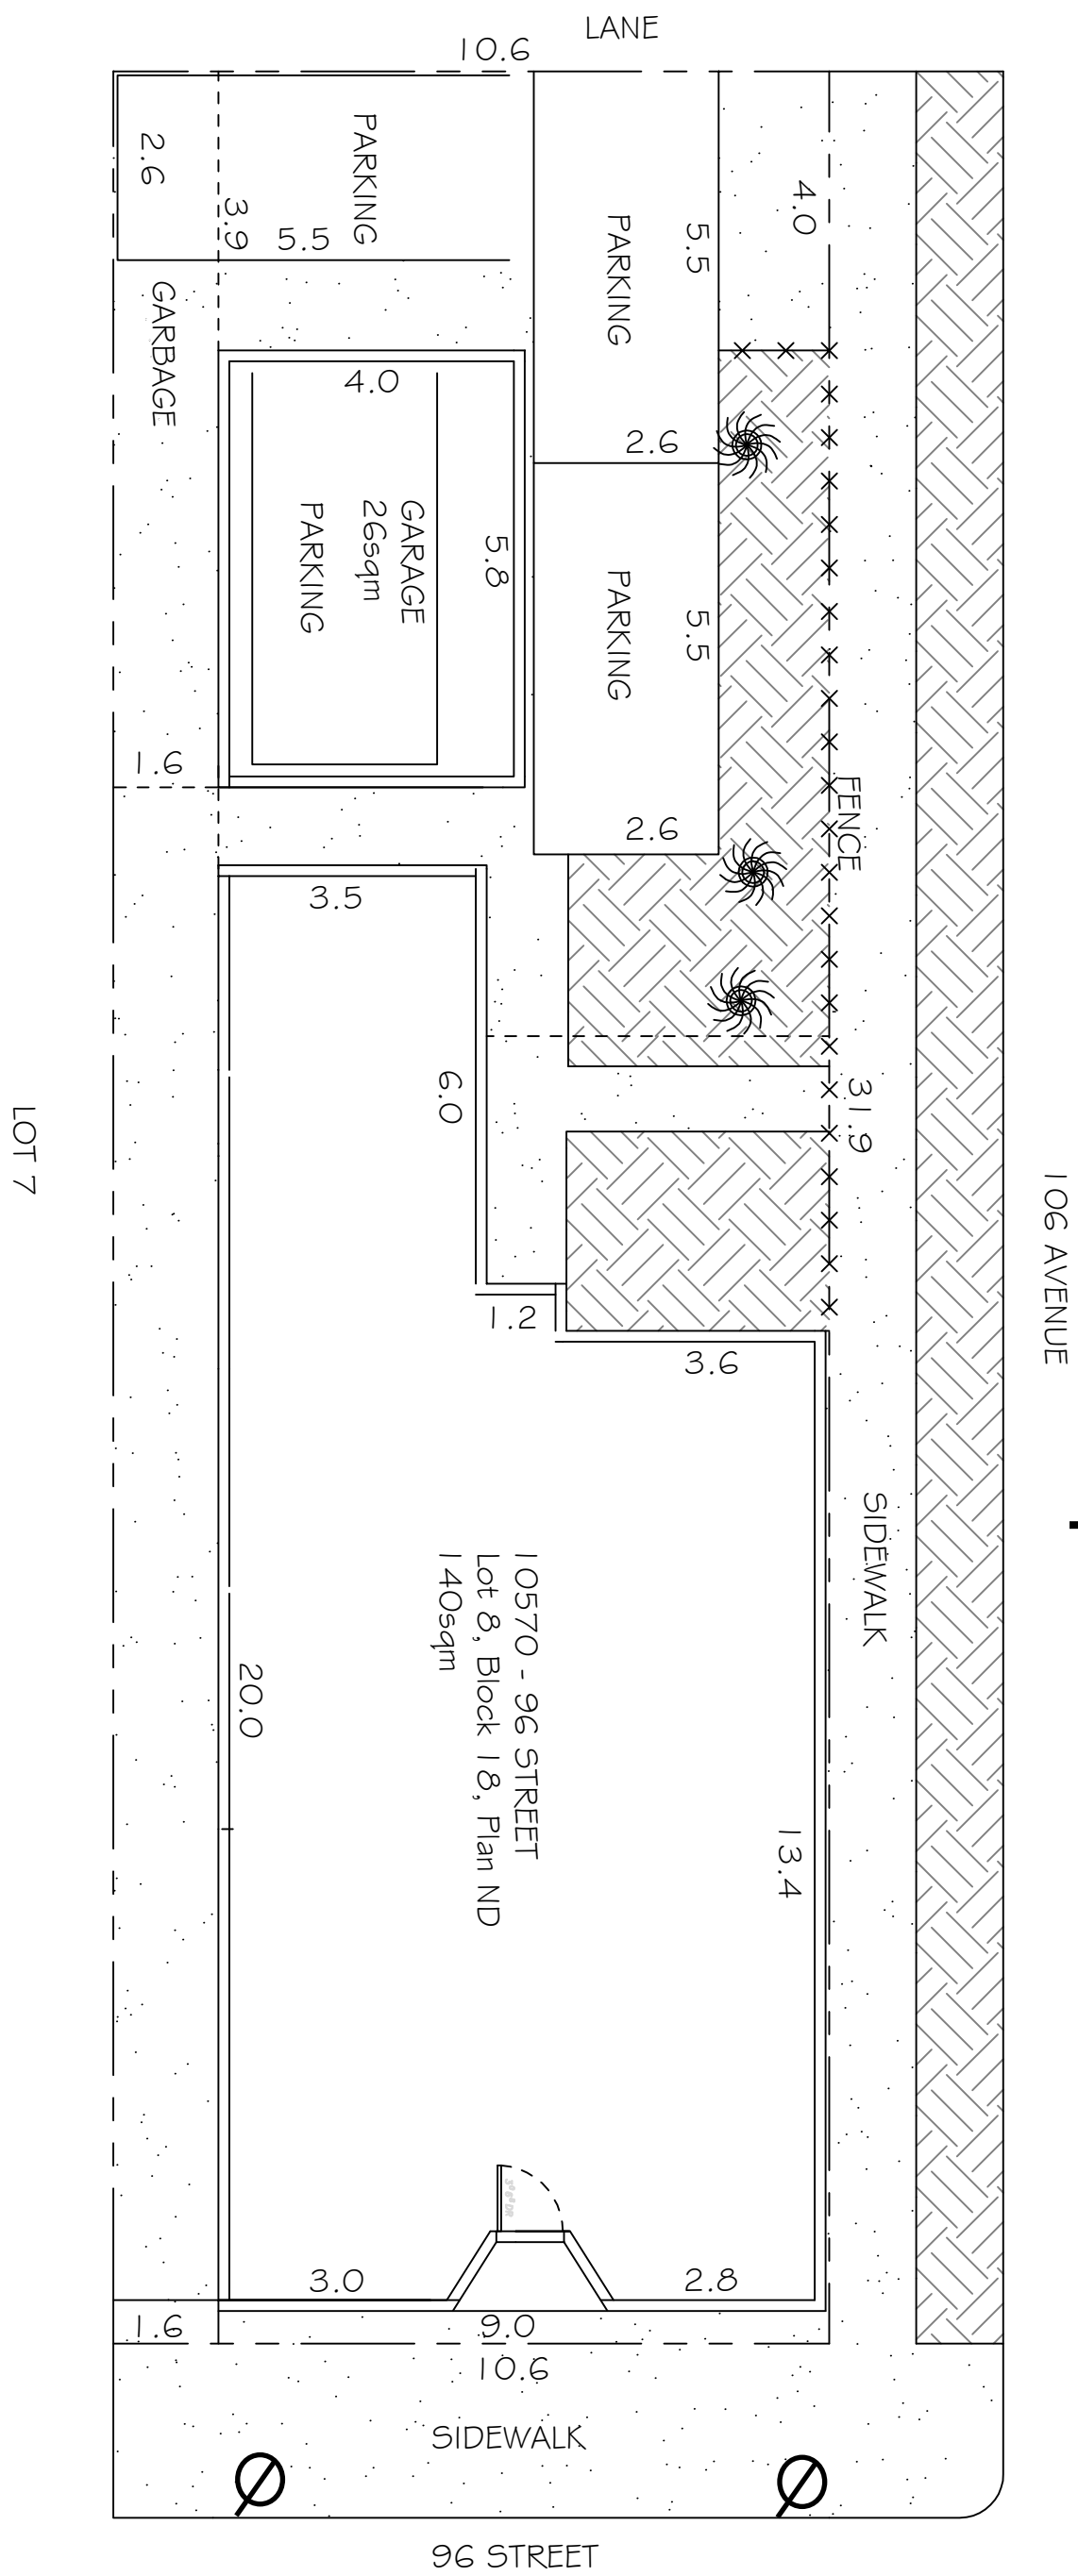 LANE
10.6
PARKING
2.6
3.9
5.5
4.0
PARKING
5.5
GARBAGE
4.0
2.6
GARAGE
26sqm
PARKING
5.8
PARKING
5.5
1.6
2.6
FENCE
3.5
6.0
31.9
LOT 7
106 AVENUE
1.2
3.6
SIDEWALK
10570 - 96 STREET
Lot 8, Block 18, Plan ND
140sqm
20.0
13.4
3⁰6⁸DR
3.0
2.8
1.6
9.0
10.6
SIDEWALK
96 STREET